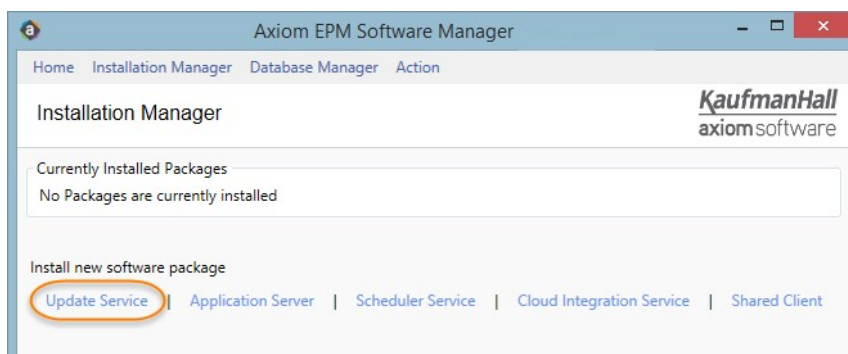 a Axiom EPM Software Manager
Home Installation Manager Database Manager Action
Installation Manager
KaufmanHall
axiomsoftware
Currently Installed Packages
No Packages are currently installed
Install new software package
Update Service | Application Server | Scheduler Service | Cloud Integration Service | Shared Client